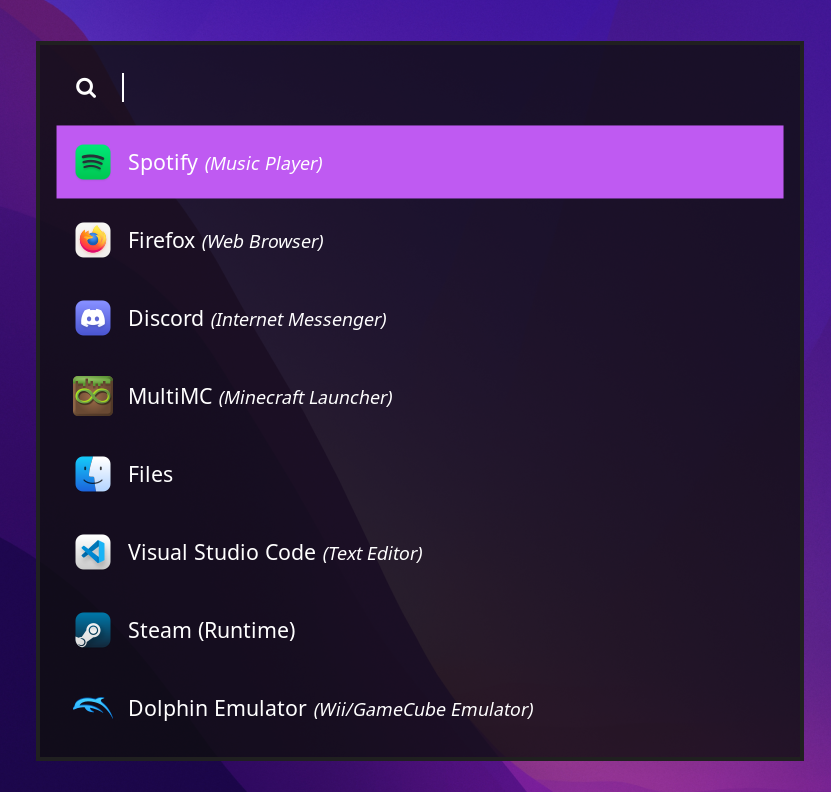 Spotify (Music Player)
Firefox (Web Browser)
Discord (Internet Messenger)
MultiMC (Minecraft Launcher)
Files
Visual Studio Code (Text Editor)
Steam (Runtime)
Dolphin Emulator (Wii/GameCube Emulator)